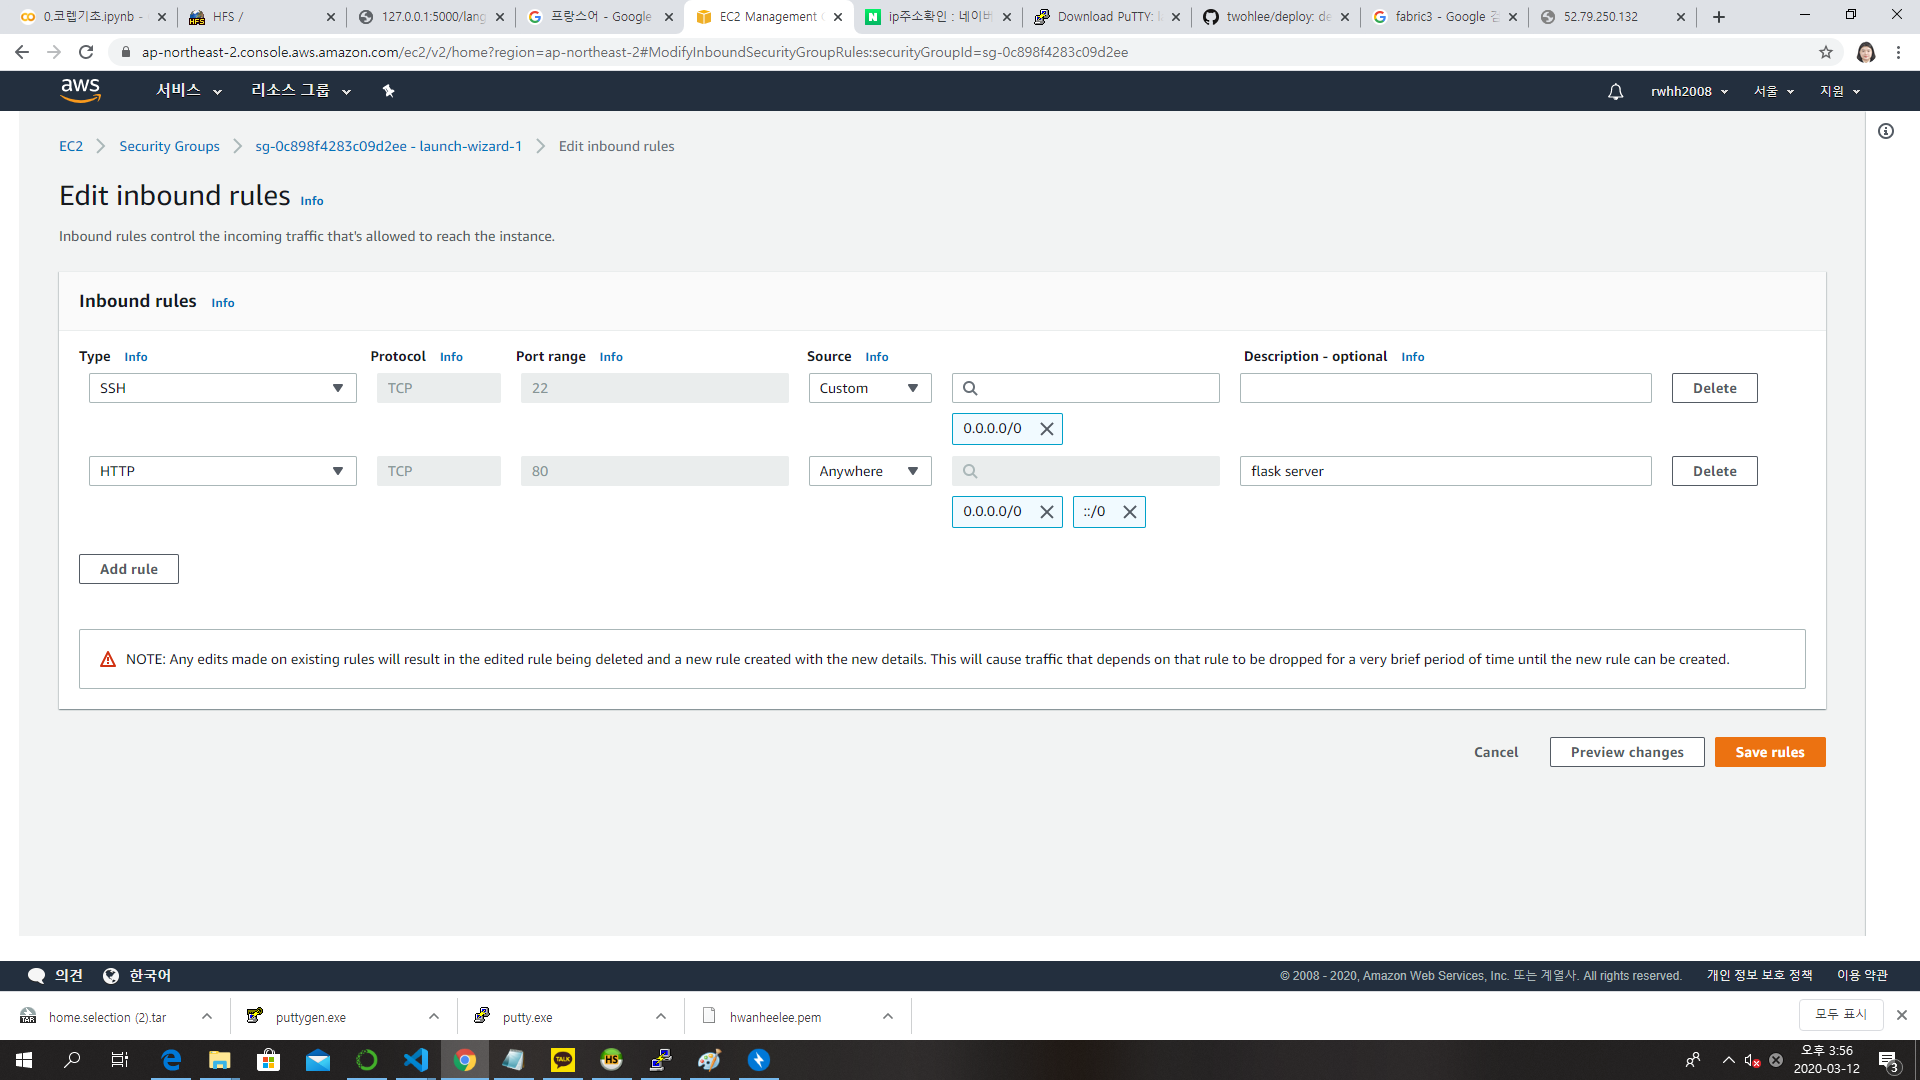 0.코랩기초.ipynb -
HFS /
127.0.0.1:5000/lang
프랑스어 - Google
EC2 Management
ip주소확인 : 네이버
Download PuTTY: l
twohlee/deploy: de
fabric3 - Google 검
52.79.250.132
ap-northeast-2.console.aws.amazon.com/ec2/v2/home?region=ap-northeast-2#ModifyInboundSecurityGroupRules:securityGroupId=sg-0c898f4283c09d2ee
aws 서비스 리소스 그룹 rwhh2008 서울 지원
EC2 Security Groups sg-0c898f4283c09d2ee - launch-wizard-1 Edit inbound rules
Edit inbound rules Info
Inbound rules control the incoming traffic that's allowed to reach the instance.
Inbound rules Info
Type Info Protocol Info Port range Info Source Info Description - optional Info
SSH TCP 22 Custom Delete
0.0.0.0/0
HTTP TCP 80 Anywhere flask server Delete
0.0.0.0/0 ::/0
Add rule
NOTE: Any edits made on existing rules will result in the edited rule being deleted and a new rule created with the new details. This will cause traffic that depends on that rule to be dropped for a very brief period of time until the new rule can be created.
Cancel Preview changes Save rules
의견 한국어 © 2008 - 2020, Amazon Web Services, Inc. 또는 계열사. All rights reserved. 개인 정보 보호 정책 이용 약관
TAR home.selection (2).tar puttygen.exe putty.exe hwanheelee.pem 모두 표시
TALK HS 오후 3:56
2020-03-12 3